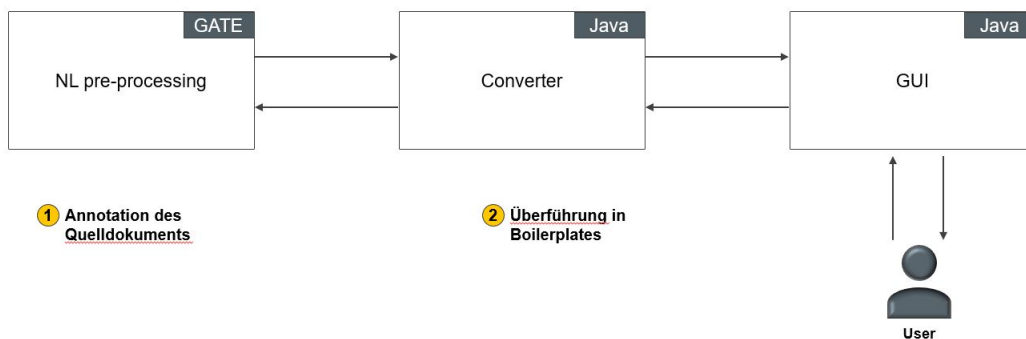 GATE
Java
Java
NL pre-processing
Converter
GUI
1 Annotation des
Quelldokuments
2 Überführung in
Boilerplates
User